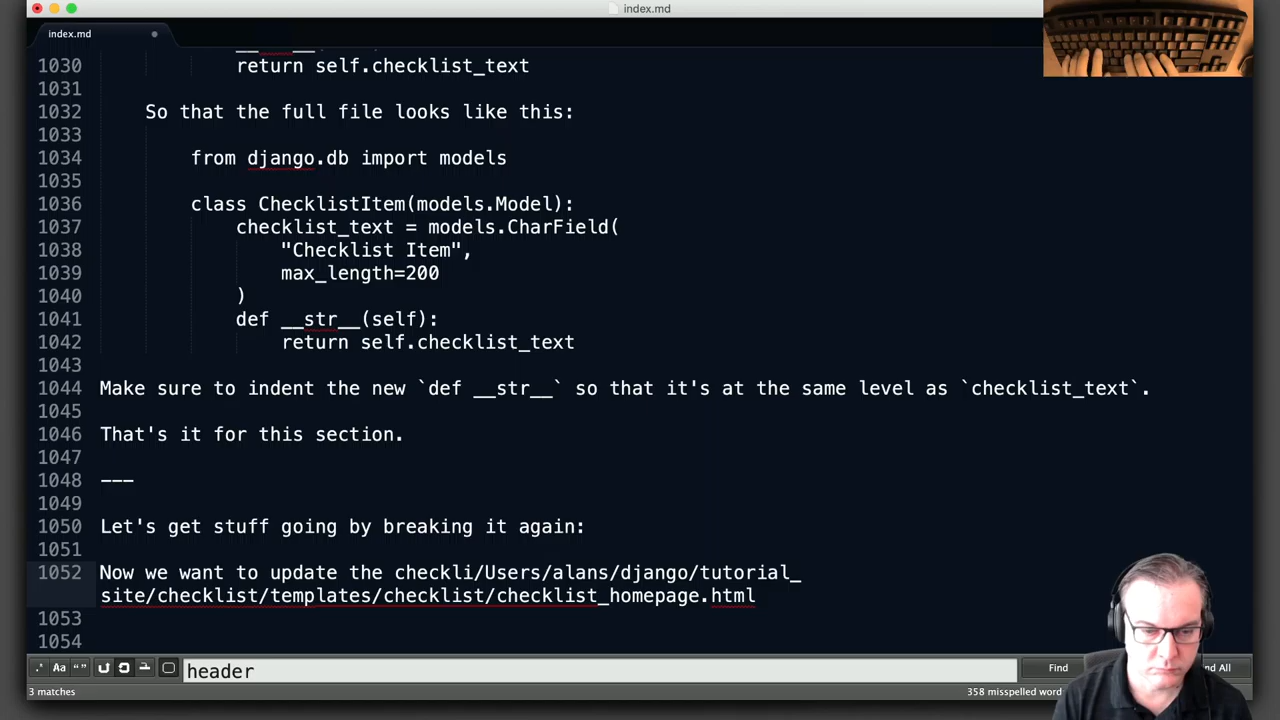 index.md
index.md
1030 return self.checklist_text
1031
1032 So that the full file looks like this:
1033
1034 from django.db import models
1035
1036 class ChecklistItem(models.Model):
1037 checklist_text = models.CharField(
1038 "Checklist Item",
1039 max_length=200
1040 )
1041 def __str__(self):
1042 return self.checklist_text
1043
1044 Make sure to indent the new `def __str__` so that it's at the same level as `checklist_text`.
1045
1046 That's it for this section.
1047
1048 ---
1049
1050 Let's get stuff going by breaking it again:
1051
1052 Now we want to update the checkli/Users/alans/django/tutorial_
site/checklist/templates/checklist/checklist_homepage.html
1053
1054
.* Aa “” header Find
3 matches 358 misspelled